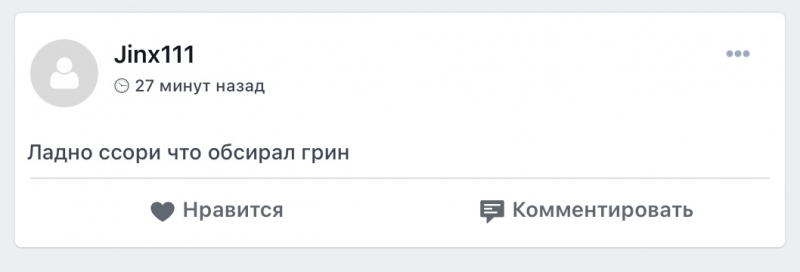 Jinx111
27 минут назад
Ладно ссори что обсирал грин
Нравится
Комментировать